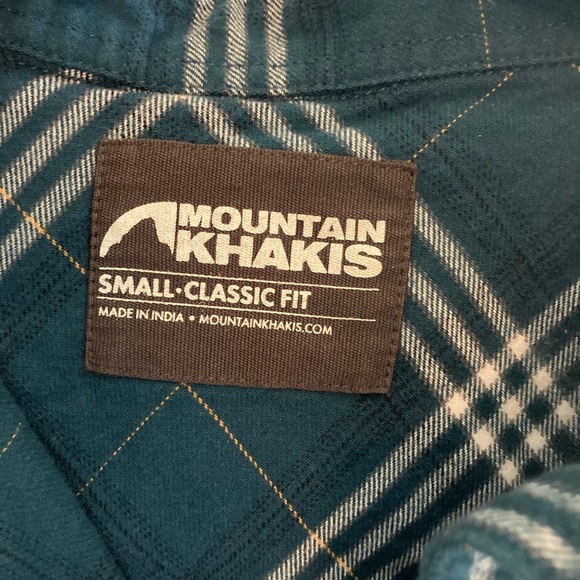 MOUNTAIN
KHAKIS
SMALL•CLASSIC FIT
MADE IN INDIA • MOUNTAINKHAKIS.COM